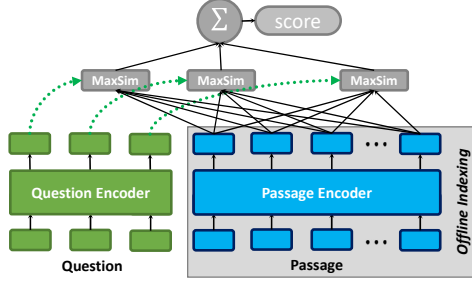 Σ
score
MaxSim
MaxSim
MaxSim
Question Encoder
Passage Encoder
Offline Indexing
Question
Passage